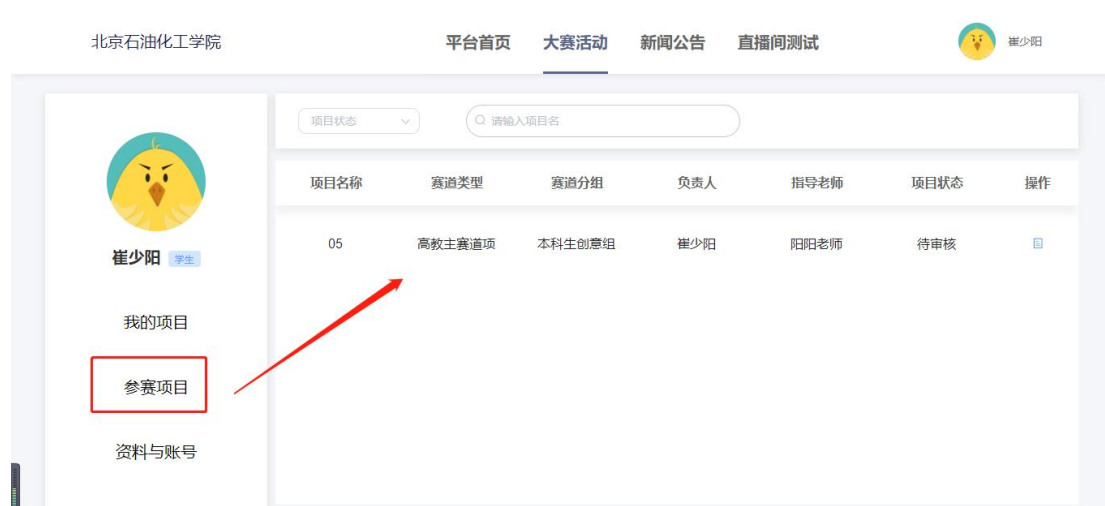 北京石油化工学院 平台首页 大赛活动 新闻公告 直播间测试 崔少阳
项目状态 请输入项目名
项目名称 赛道类型 赛道分组 负责人 指导老师 项目状态 操作
05 高教主赛道项 本科生创意组 崔少阳 阳阳老师 待审核
崔少阳 学生
我的项目
参赛项目
资料与账号